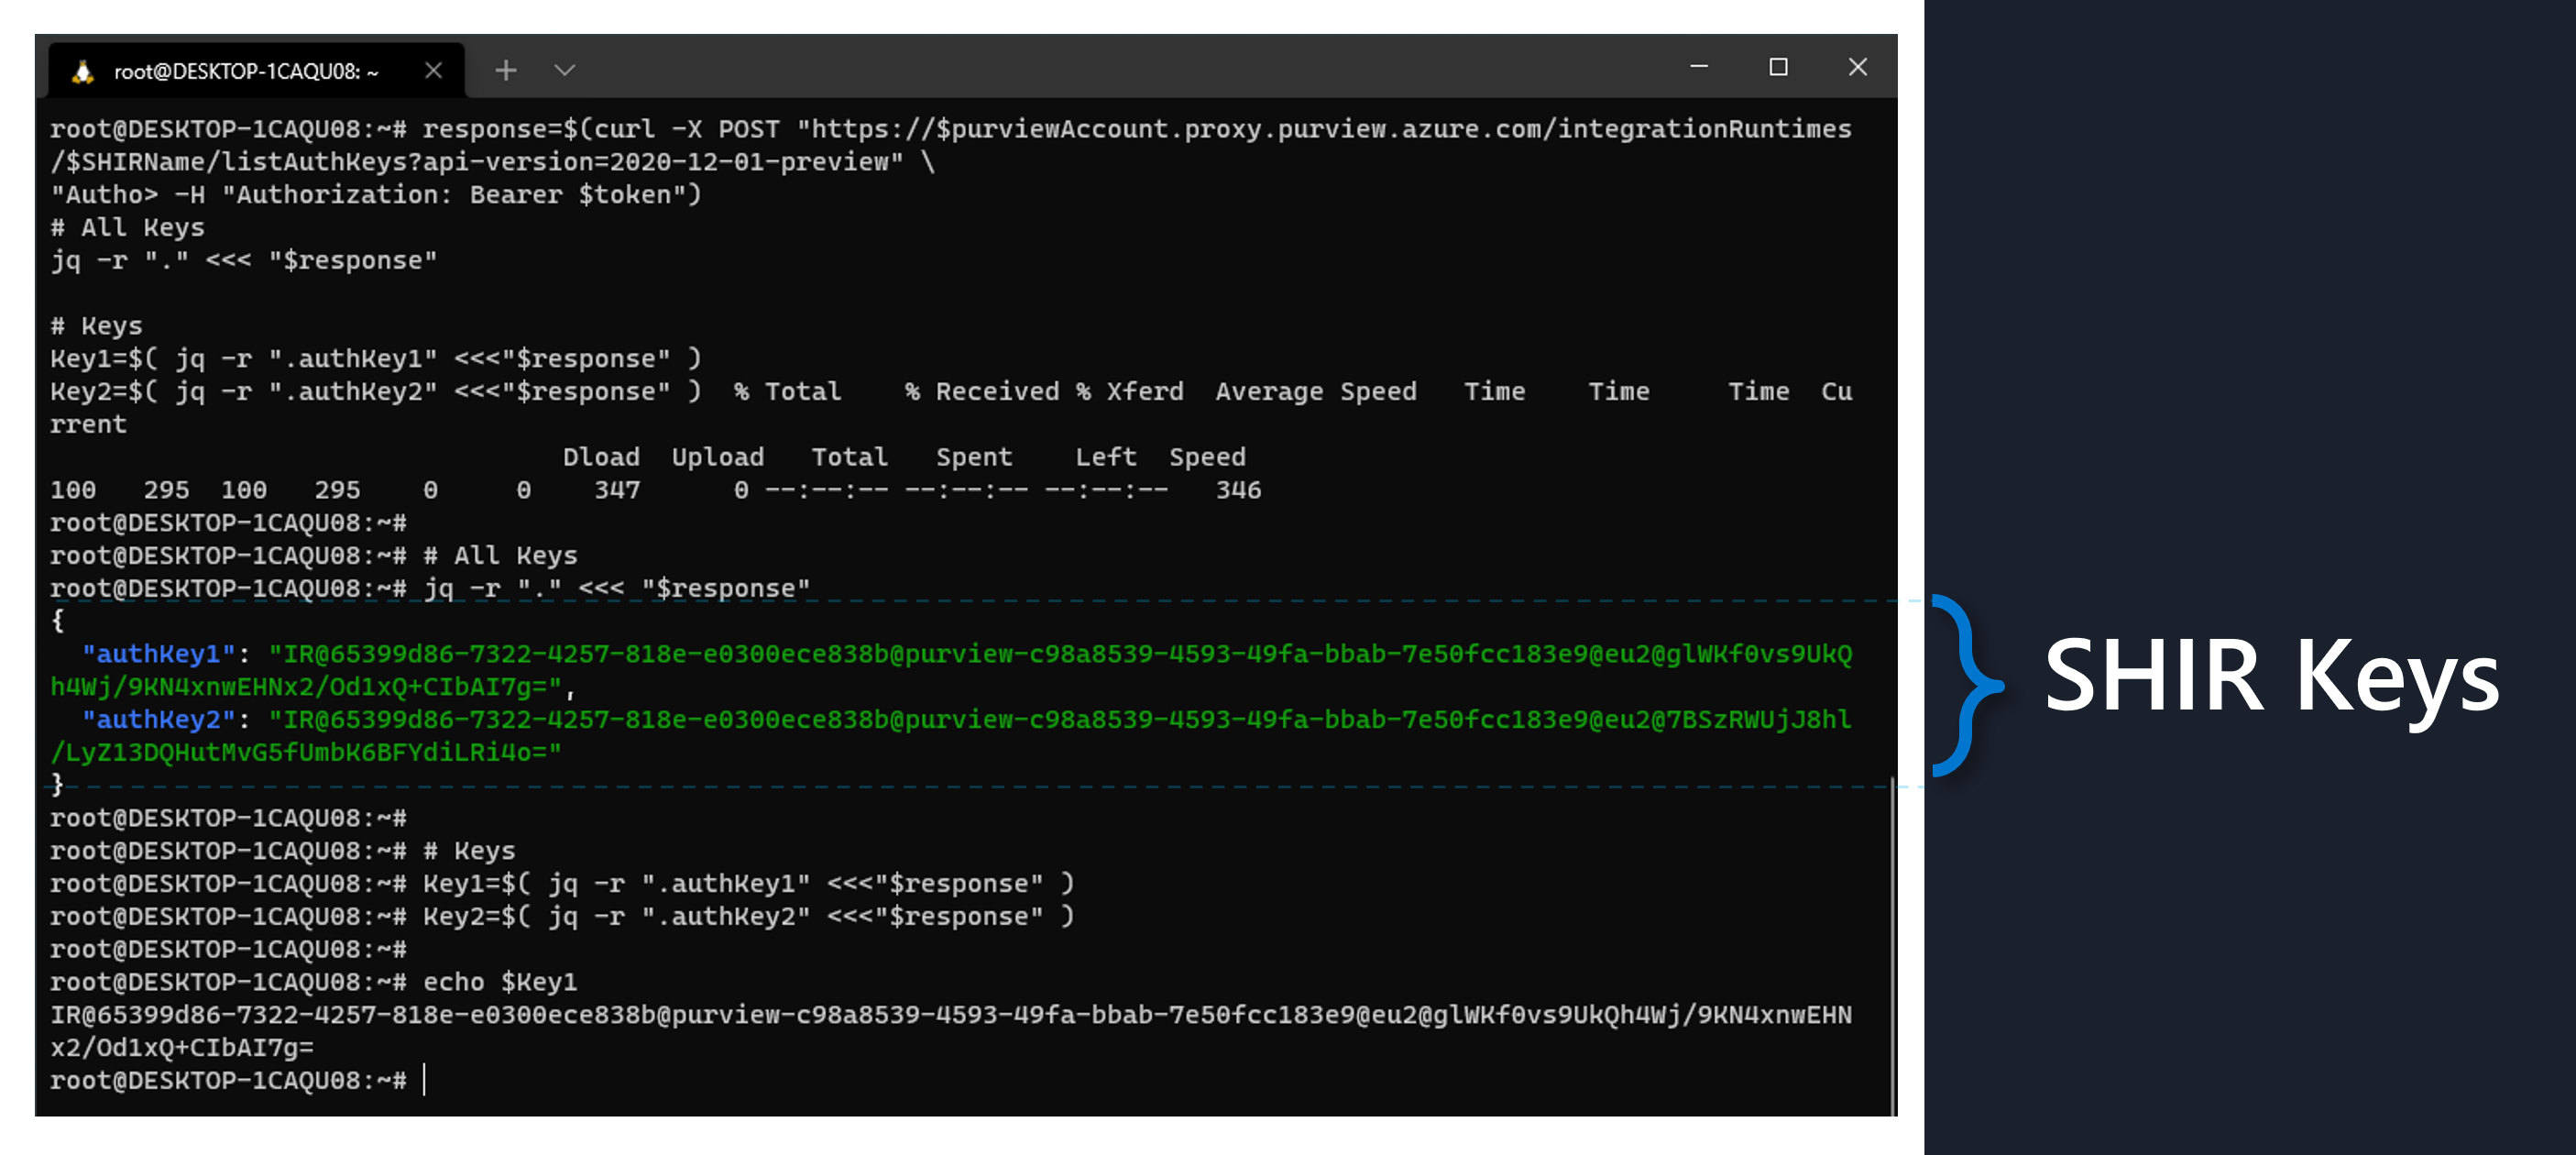 root@DESKTOP-1CAQU08: ~
root@DESKTOP-1CAQU08:~# response=$(curl -X POST "https://$purviewAccount.proxy.purview.azure.com/integrationRuntimes
/$SHIRName/listAuthKeys?api-version=2020-12-01-preview" \
"Autho> -H "Authorization: Bearer $token")
# All Keys
jq -r "." <<< "$response"
# Keys
Key1=$( jq -r ".authKey1" <<<"$response" )
Key2=$( jq -r ".authKey2" <<<"$response" )  % Total    % Received % Xferd  Average Speed   Time    Time     Time  Cu
rrent
Dload  Upload   Total   Spent    Left  Speed
100   295  100   295    0     0    347      0 --:--:-- --:--:-- --:--:--   346
root@DESKTOP-1CAQU08:~#
root@DESKTOP-1CAQU08:~# # All Keys
root@DESKTOP-1CAQU08:~# jq -r "." <<< "$response"
{
"authKey1": "IR@65399d86-7322-4257-818e-e0300ece838b@purview-c98a8539-4593-49fa-bbab-7e50fcc183e9@eu2@glWKf0vs9UkQ
h4Wj/9KN4xnwEHNx2/Od1xQ+CIbAI7g=",
"authKey2": "IR@65399d86-7322-4257-818e-e0300ece838b@purview-c98a8539-4593-49fa-bbab-7e50fcc183e9@eu2@7BSzRWUjJ8hl
/LyZ13DQHutMvG5fUmbK6BFYdiLRi4o="
}
root@DESKTOP-1CAQU08:~#
root@DESKTOP-1CAQU08:~# # Keys
root@DESKTOP-1CAQU08:~# Key1=$( jq -r ".authKey1" <<<"$response" )
root@DESKTOP-1CAQU08:~# Key2=$( jq -r ".authKey2" <<<"$response" )
root@DESKTOP-1CAQU08:~#
root@DESKTOP-1CAQU08:~# echo $Key1
IR@65399d86-7322-4257-818e-e0300ece838b@purview-c98a8539-4593-49fa-bbab-7e50fcc183e9@eu2@glWKf0vs9UkQh4Wj/9KN4xnwEHN
x2/Od1xQ+CIbAI7g=
root@DESKTOP-1CAQU08:~#
SHIR Keys